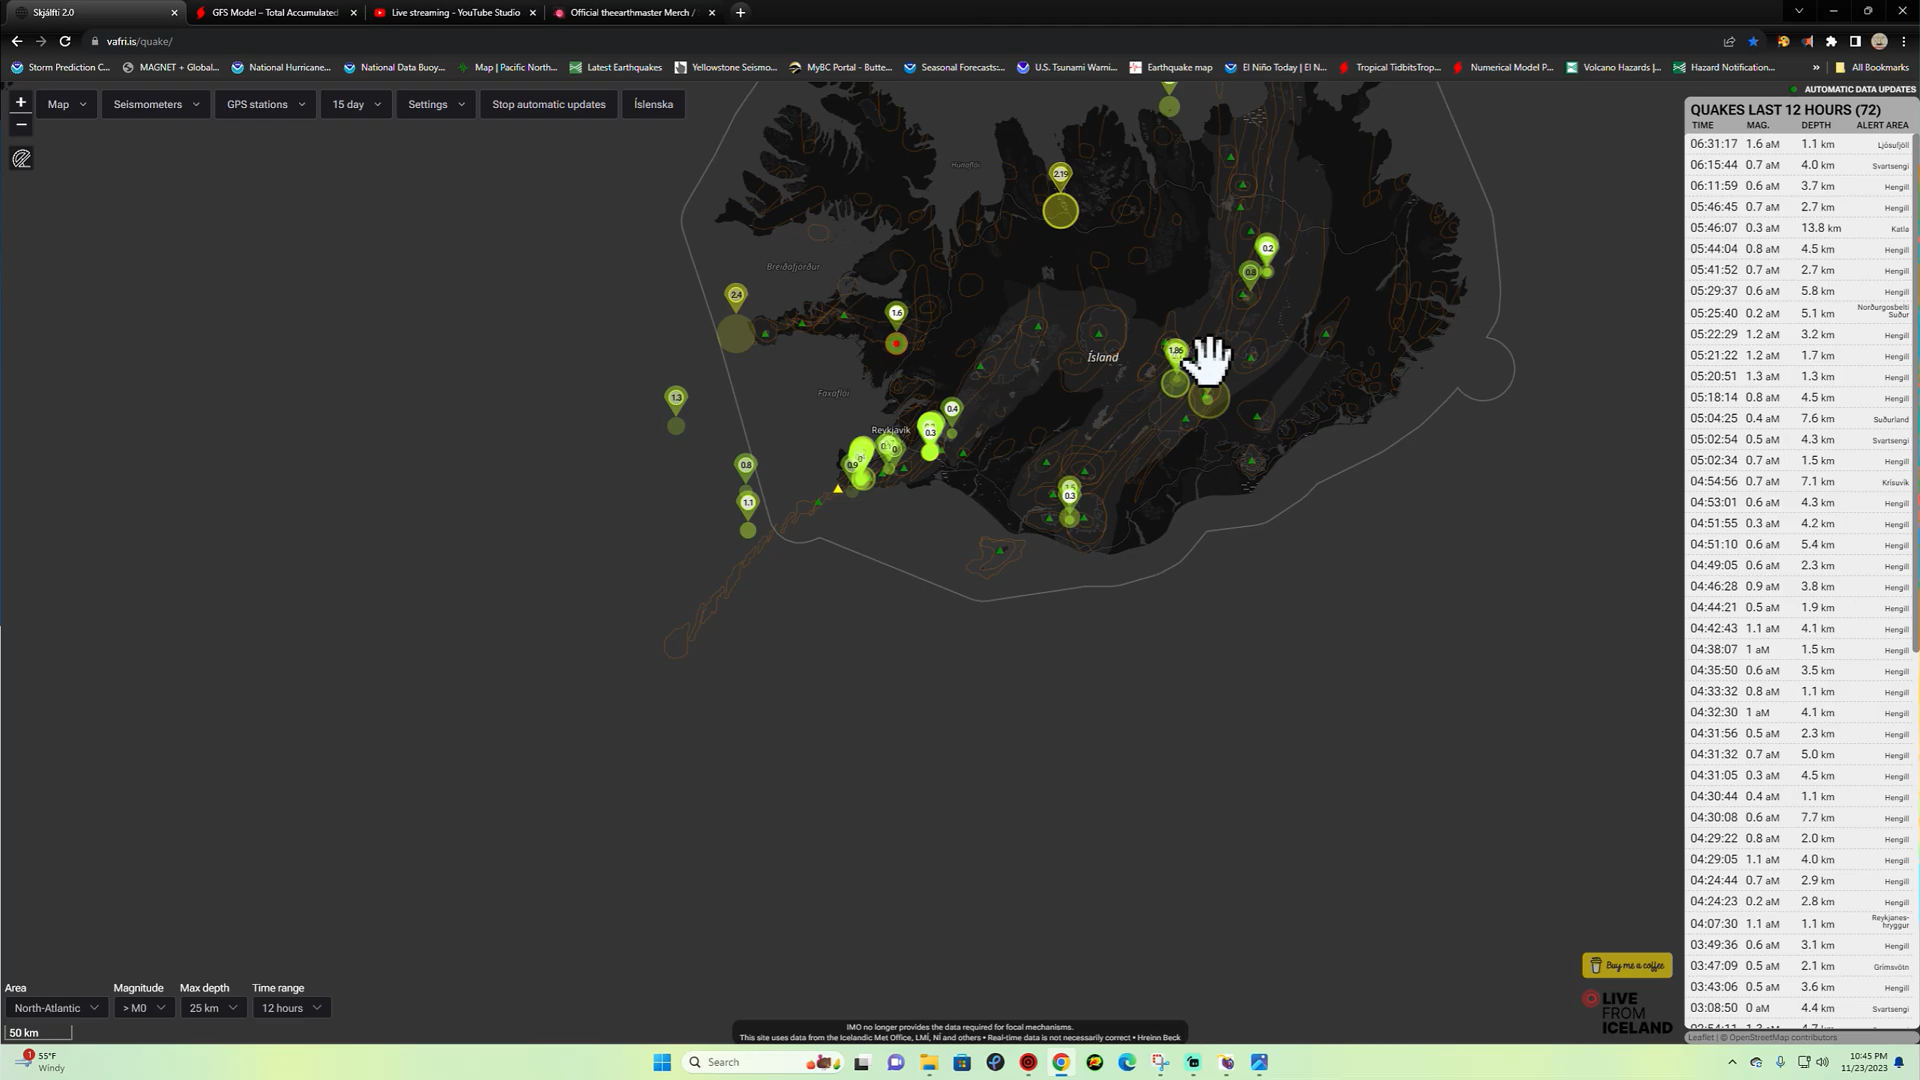 Skjálfti 2.0
GFS Model – Total Accumulated
Live streaming - YouTube Studio
Official theearthmaster Merch /
vafri.is/quake/
Storm Prediction C...
MAGNET + Global...
National Hurricane...
National Data Buoy...
Map | Pacific North...
Latest Earthquakes
Yellowstone Seismo...
MyBC Portal - Butte...
Seasonal Forecasts:...
U.S. Tsunami Warni...
Earthquake map
El Niño Today | El N...
Tropical TidbitsTrop...
Numerical Model P...
Volcano Hazards |...
Hazard Notification...
All Bookmarks
Map
Seismometers
GPS stations
15 day
Settings
Stop automatic updates
Íslenska
AUTOMATIC DATA UPDATES
QUAKES LAST 12 HOURS (72)
TIME MAG. DEPTH ALERT AREA
06:31:17 1.6 aM 1.1 km Ljósufjöll
06:15:44 0.7 aM 4.0 km Svartsengi
06:11:59 0.6 aM 3.7 km Hengill
05:46:45 0.7 aM 2.7 km Hengill
05:46:07 0.3 aM 13.8 km Katla
05:44:04 0.8 aM 4.5 km Hengill
05:41:52 0.7 aM 2.7 km Hengill
05:29:37 0.6 aM 5.8 km Hengill
05:25:40 0.2 aM 5.1 km Norðurgosbelti Suður
05:22:29 1.2 aM 3.2 km Hengill
05:21:22 1.2 aM 1.7 km Hengill
05:20:51 1.3 aM 1.3 km Hengill
05:18:14 0.8 aM 4.5 km Hengill
05:04:25 0.4 aM 7.6 km Suðurland
05:02:54 0.5 aM 4.3 km Svartsengi
05:02:34 0.7 aM 1.5 km Hengill
04:54:56 0.7 aM 7.1 km Krísuvík
04:53:01 0.6 aM 4.3 km Hengill
04:51:55 0.3 aM 4.2 km Hengill
04:51:10 0.6 aM 5.4 km Hengill
04:49:05 0.6 aM 2.3 km Hengill
04:46:28 0.9 aM 3.8 km Hengill
04:44:21 0.5 aM 1.9 km Hengill
04:42:43 1.1 aM 4.1 km Hengill
04:38:07 1 aM 1.5 km Hengill
04:35:50 0.6 aM 3.5 km Hengill
04:33:32 0.8 aM 1.1 km Hengill
04:32:30 1 aM 4.1 km Hengill
04:31:56 0.5 aM 2.3 km Hengill
04:31:32 0.7 aM 5.0 km Hengill
04:31:05 0.3 aM 4.5 km Hengill
04:30:44 0.4 aM 1.1 km Hengill
04:30:08 0.6 aM 7.7 km Hengill
04:29:22 0.8 aM 2.0 km Hengill
04:29:05 1.1 aM 4.0 km Hengill
04:24:44 0.7 aM 2.9 km Hengill
04:24:23 0.2 aM 2.8 km Hengill
04:07:30 1.1 aM 1.1 km Reykjanes-hryggur
03:49:36 0.6 aM 3.1 km Hengill
03:47:09 0.5 aM 2.1 km Grímsvötn
03:43:06 0.5 aM 3.6 km Hengill
03:08:50 0 aM 4.4 km Svartsengi
Húnaflói
2.19
0.2
Breiðafjörður
0.8
2.4
1.6
1.86
Ísland
Faxaflói
1.3
0.4
Reykjavík
0.3
0.9
0.8
1.1
0.3
Buy me a coffee
LIVE
FROM
ICELAND
Area Magnitude Max depth Time range
North-Atlantic > M0 25 km 12 hours
50 km
IMO no longer provides the data required for focal mechanisms.
This site uses data from the Icelandic Met Office, LMÍ, NÍ and others • Real-time data is not necessarily correct • Hreinn Beck
Leaflet | © OpenStreetMap contributors
1
55°F
Windy
Search
10:45 PM
11/23/2023